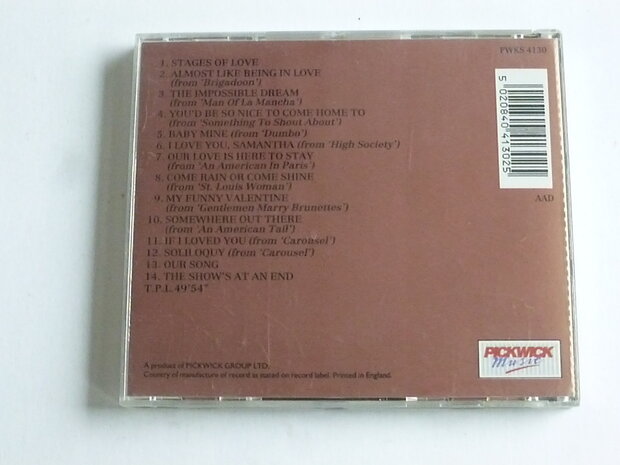 PWKS 4130
1. STAGES OF LOVE
2. ALMOST LIKE BEING IN LOVE
(from 'Brigadoon')
3. THE IMPOSSIBLE DREAM
(from 'Man Of La Mancha')
4. YOU'D BE SO NICE TO COME HOME TO
(from 'Something To Shout About')
5. BABY MINE (from 'Dumbo')
6. I LOVE YOU, SAMANTHA (from 'High Society')
7. OUR LOVE IS HERE TO STAY
(from 'An American In Paris')
8. COME RAIN OR COME SHINE
(from 'St. Louis Woman')
9. MY FUNNY VALENTINE
(from 'Gentlemen Marry Brunettes')
10. SOMEWHERE OUT THERE
(from 'An American Tail')
11. IF I LOVED YOU (from 'Carousel')
12. SOLILOQUY (from 'Carousel')
13. OUR SONG
14. THE SHOW'S AT AN END
T.P.L. 49'54"
5 020840 413025
AAD
A product of PICKWICK GROUP LTD.
Country of manufacture of record is stated on record label. Printed in England.
PICKWICK
Music